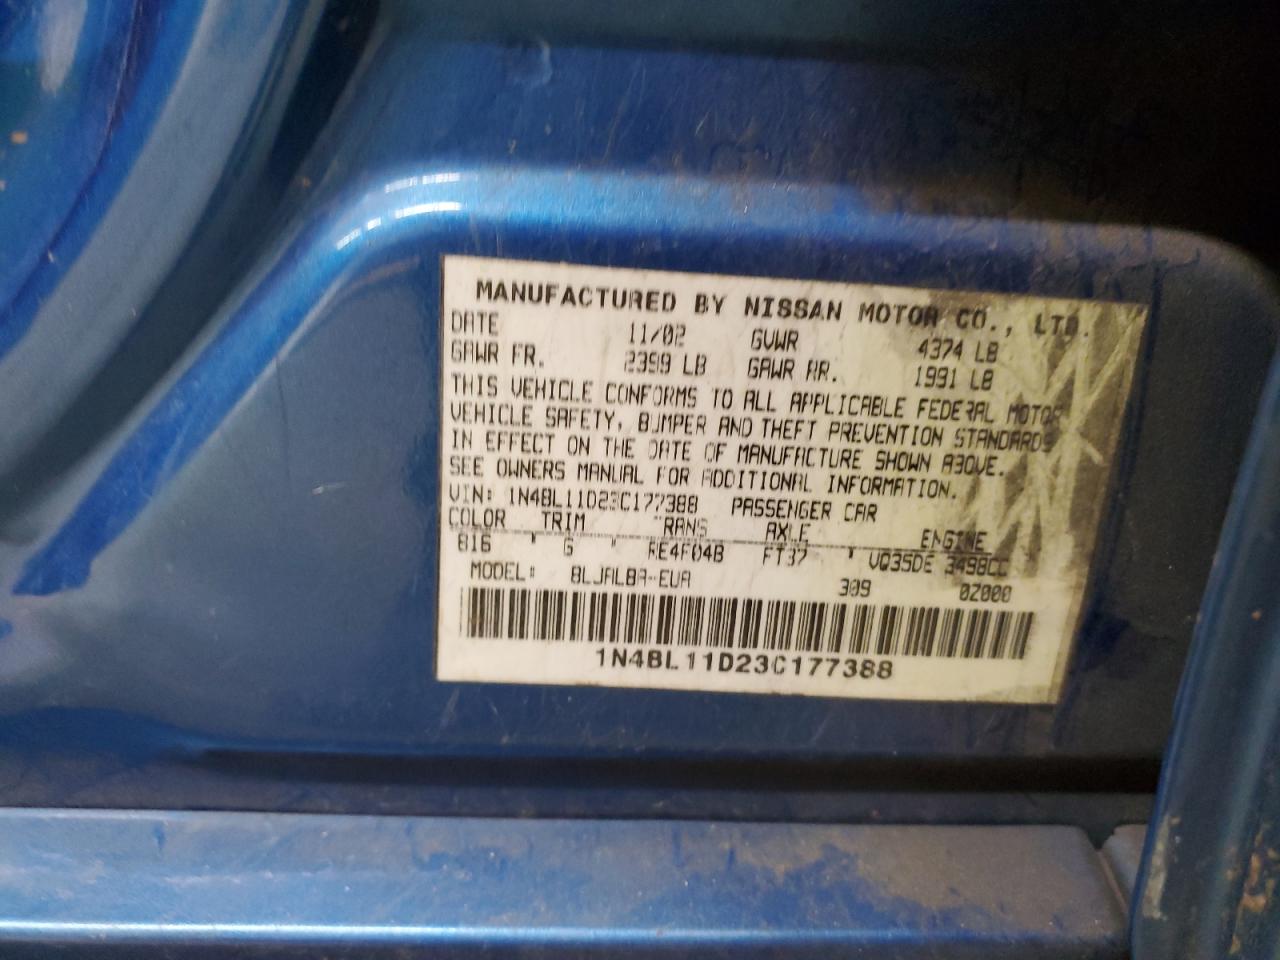 MANUFACTURED BY NISSAN MOTOR CO., LTD.
DATE 11/02 GVWR 4374 LB
GAWR FR. 2399 LB GAWR RR. 1991 LB
THIS VEHICLE CONFORMS TO ALL APPLICABLE FEDERAL MOTOR
VEHICLE SAFETY, BUMPER AND THEFT PREVENTION STANDARDS
IN EFFECT ON THE DATE OF MANUFACTURE SHOWN ABOVE.
SEE OWNERS MANUAL FOR ADDITIONAL INFORMATION.
VIN: 1N4BL11D23C177388 PASSENGER CAR
COLOR TRIM TRANS AXLE ENGINE
B16 ' G ' RE4F04B FT37 ' VQ35DE 3498CC
MODEL: BLJALBA-EUA 309 0Z000
1N4BL11D23C177388